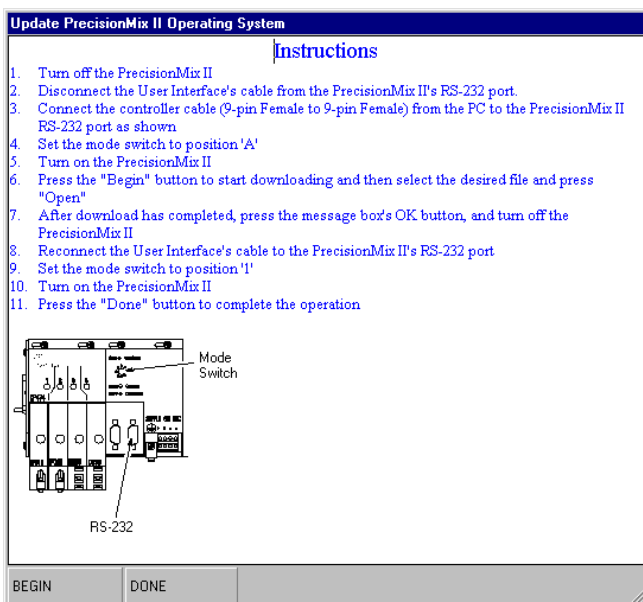 Update PrecisionMix II Operating System
Instructions
1. Turn off the PrecisionMix II
2. Disconnect the User Interface's cable from the PrecisionMix II's RS-232 port.
3. Connect the controller cable (9-pin Female to 9-pin Female) from the PC to the PrecisionMix II
RS-232 port as shown
4. Set the mode switch to position 'A'
5. Turn on the PrecisionMix II
6. Press the "Begin" button to start downloading and then select the desired file and press
"Open"
7. After download has completed, press the message box's OK button, and turn off the
PrecisionMix II
8. Reconnect the User Interface's cable to the PrecisionMix II's RS-232 port
9. Set the mode switch to position '1'
10. Turn on the PrecisionMix II
11. Press the "Done" button to complete the operation
Mode
Switch
RS-232
BEGIN
DONE